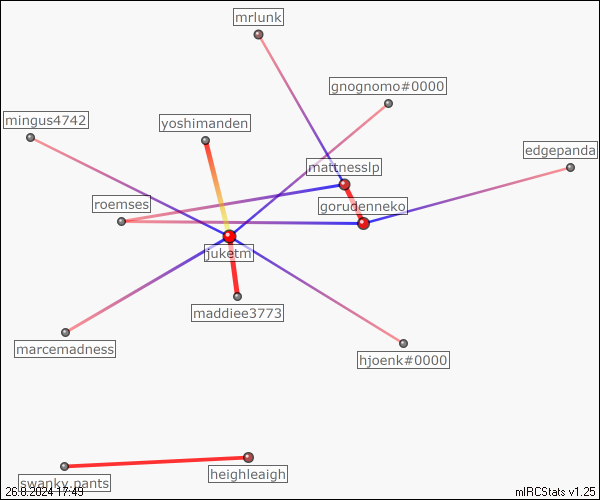 mrlunk
gnognomo#0000
mingus4742
yoshimanden
edgepanda
mattnesslp
roemses
gorudenneko
juketm
maddiee3773
marcemadness
hjoenk#0000
heighleaigh
swanky.pants
26.8.2024 17:49
mIRCStats v1.25